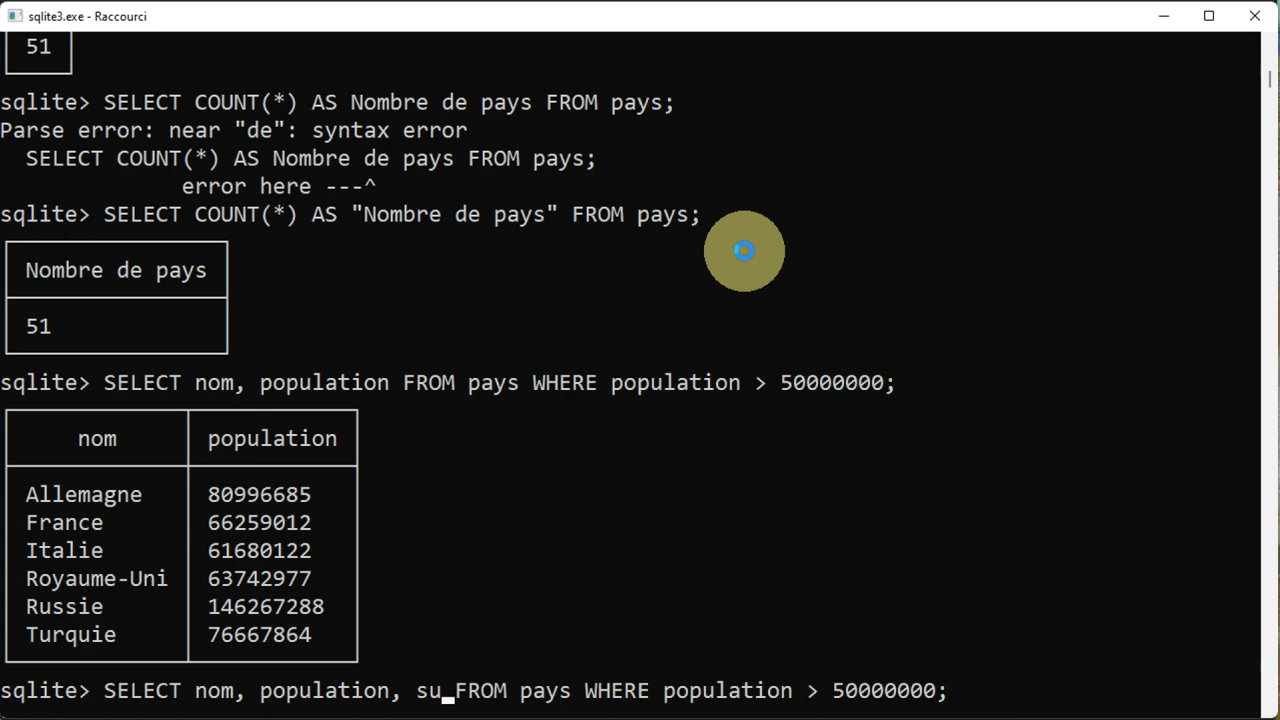 sqlite3.exe - Raccourci
51
sqlite> SELECT COUNT(*) AS Nombre de pays FROM pays;
Parse error: near "de": syntax error
SELECT COUNT(*) AS Nombre de pays FROM pays;
error here ---^
sqlite> SELECT COUNT(*) AS "Nombre de pays" FROM pays;
Nombre de pays
51
sqlite> SELECT nom, population FROM pays WHERE population > 50000000;
nom population
Allemagne 80996685
France 66259012
Italie 61680122
Royaume-Uni 63742977
Russie 146267288
Turquie 76667864
sqlite> SELECT nom, population, su FROM pays WHERE population > 50000000;